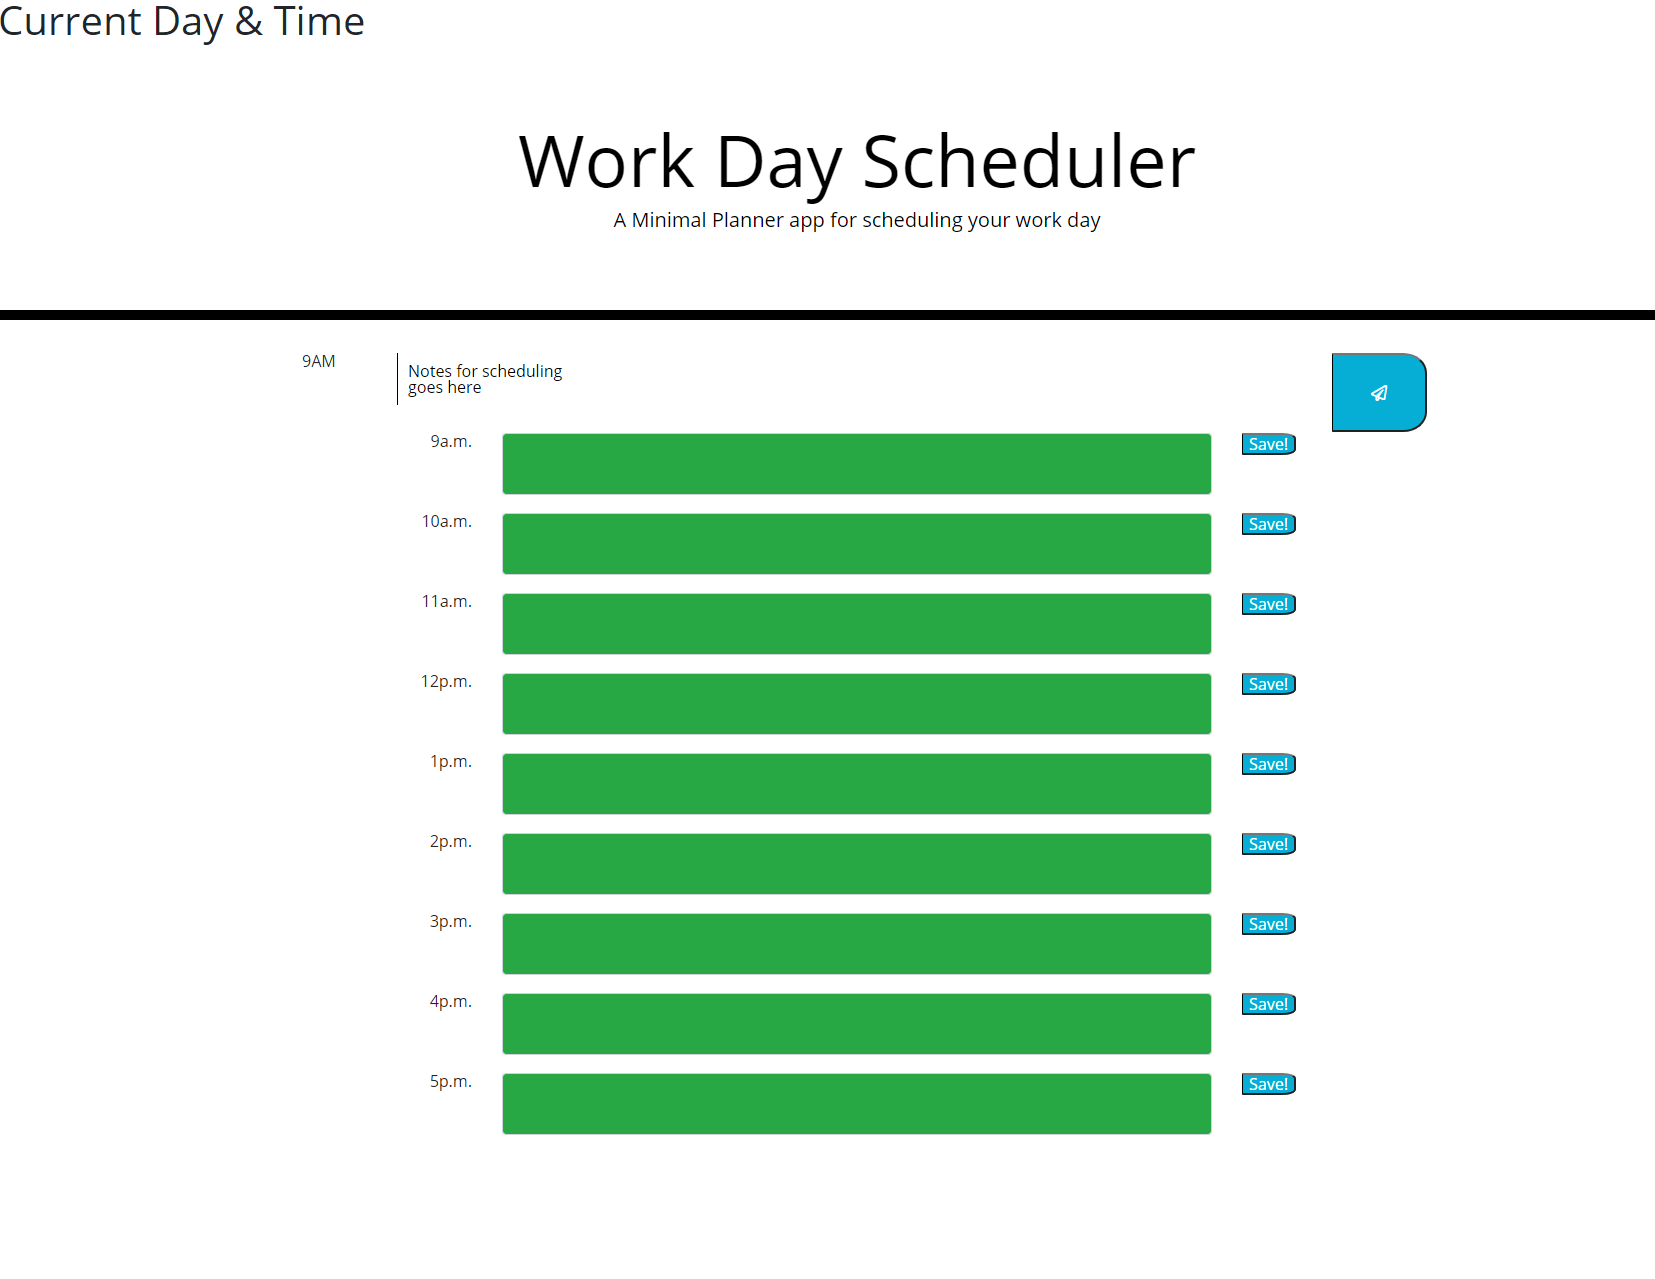 Current Day & Time
Work Day Scheduler
A Minimal Planner app for scheduling your work day
9AM
Notes for scheduling
goes here
9a.m.
Save!
10a.m.
Save!
11a.m.
Save!
12p.m.
Save!
1p.m.
Save!
2p.m.
Save!
3p.m.
Save!
4p.m.
Save!
5p.m.
Save!